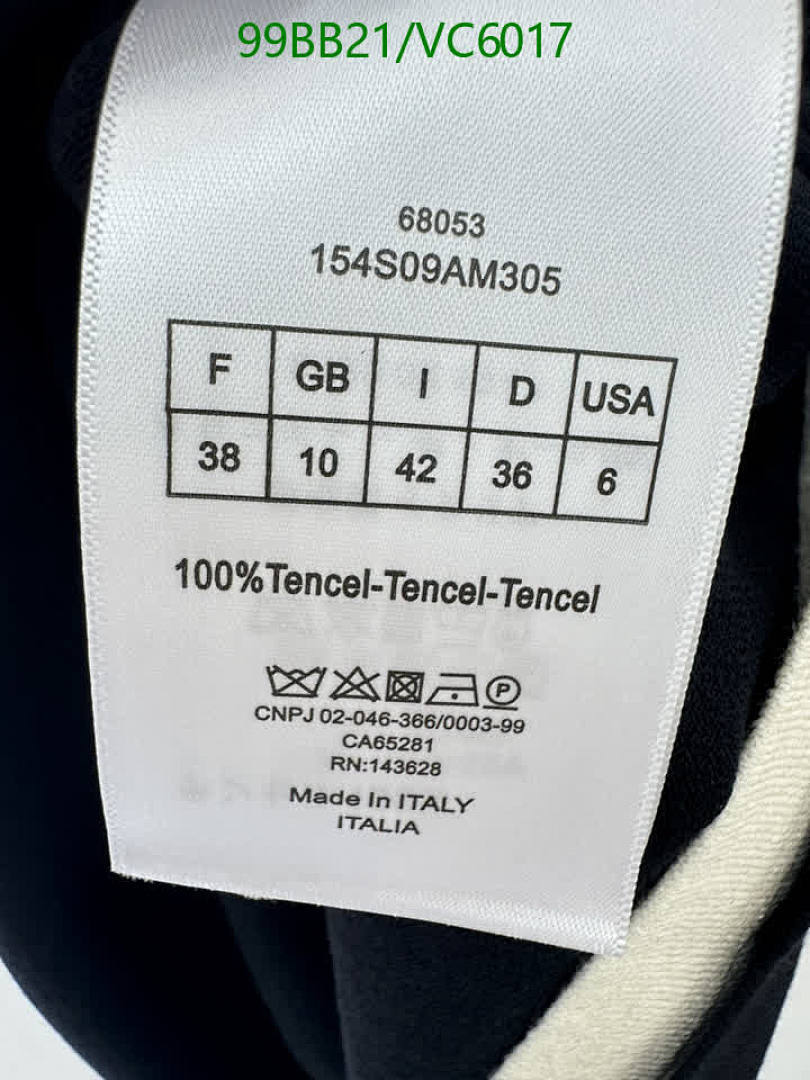 99BB21/VC6017
68053
154S09AM305
F GB I D USA
38 10 42 36 6
100%Tencel-Tencel-Tencel
P
CNPJ 02-046-366/0003-99
CA65281
RN:143628
Made In ITALY
ITALIA